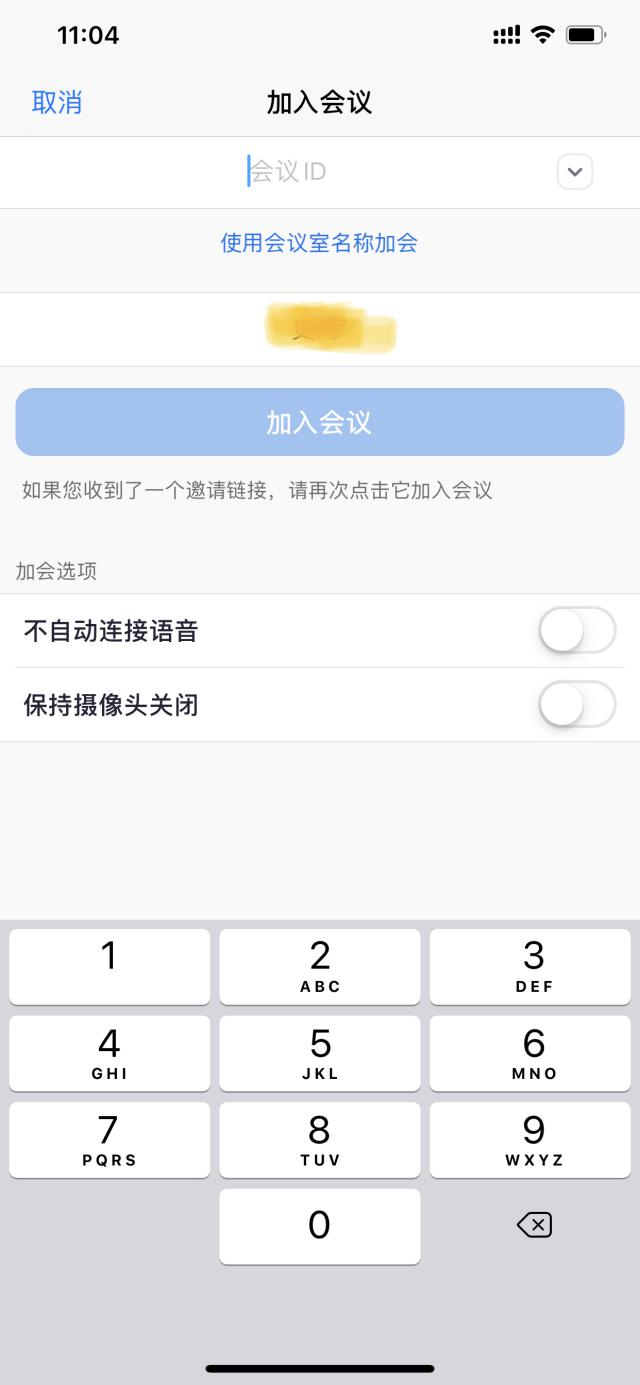 11:04
取消 加入会议
会议 ID
使用会议室名称加会
加入会议
如果您收到了一个邀请链接，请再次点击它加入会议
加会选项
不自动连接语音
保持摄像头关闭
1 2 3
ABC DEF
4 5 6
GHI JKL MNO
7 8 9
PQRS TUV WXYZ
0